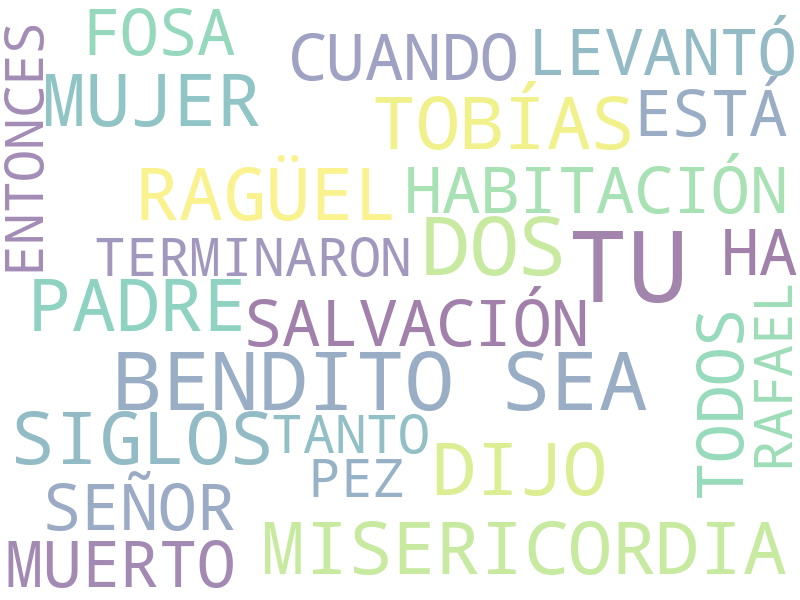 FOSA
CUANDO
LEVANTÓ
ENTONCES
MUJER
TOBÍAS
ESTÁ
RAGÜEL
HABITACIÓN
DOS
TU
HA
TERMINARON
PADRE
SALVACIÓN
TODOS
RAFAEL
BENDITO SEA
SIGLOS
TANTO
PEZ
DIJO
SEÑOR
MISERICORDIA
MUERTO